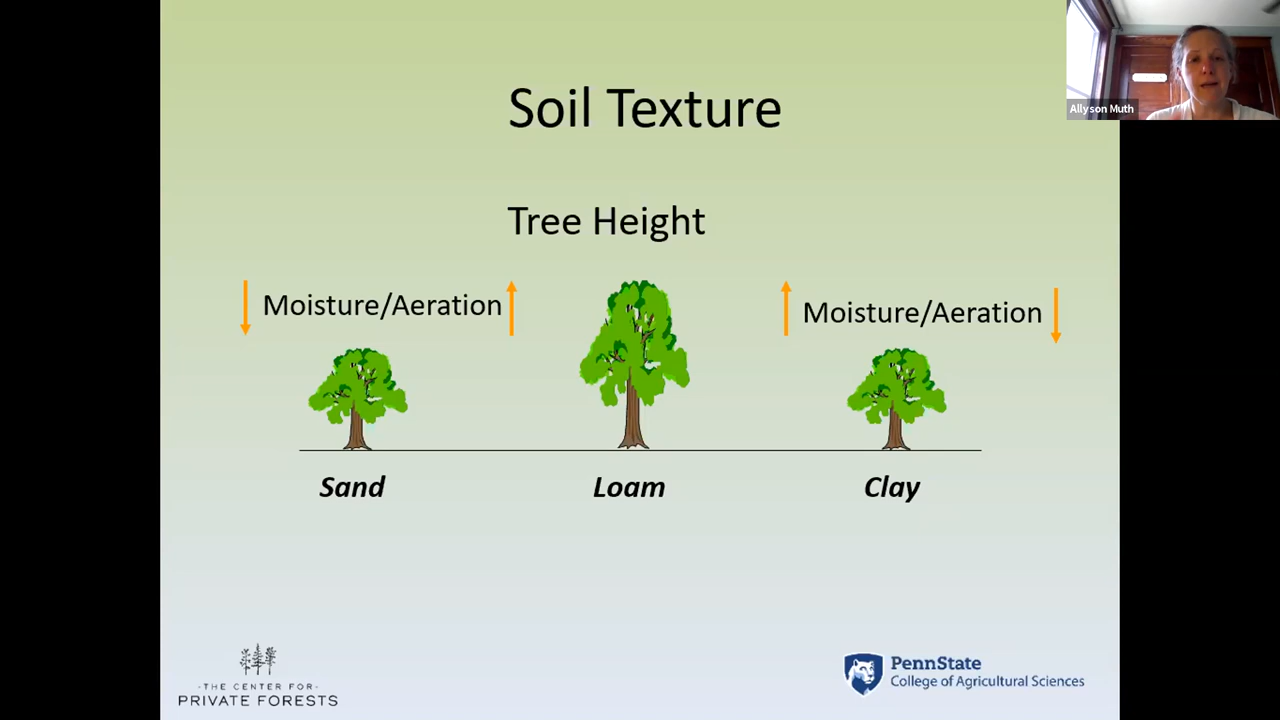 Allyson Muth
Soil Texture
Tree Height
Moisture/Aeration
Moisture/Aeration
Sand
Loam
Clay
·THE CENTER FOR·
PRIVATE FORESTS
PennState
College of Agricultural Sciences